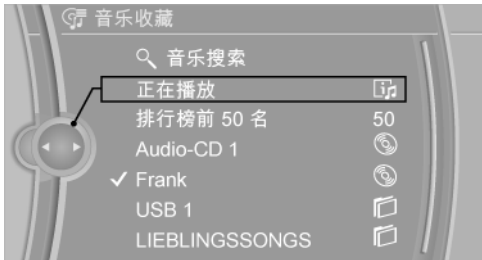 音乐收藏
音乐搜索
正在播放
排行榜前 50 名 50
Audio-CD 1
Frank
USB 1
LIEBLINGSSONGS